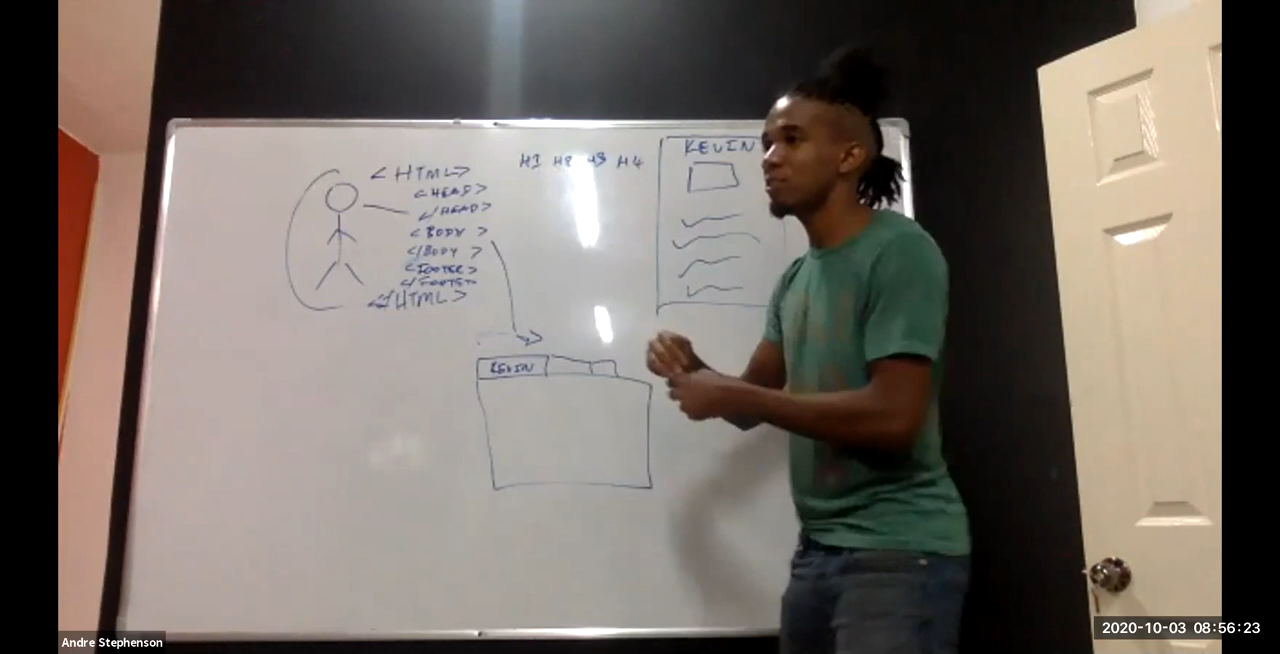 <HTML>
<HEAD>
</HEAD>
<BODY>
</BODY>
<FOOTER>
</FOOTER>
</HTML>
H1 H2 H3 H4
KEVIN
KEVIN
Andre Stephenson
2020-10-03 08:56:23